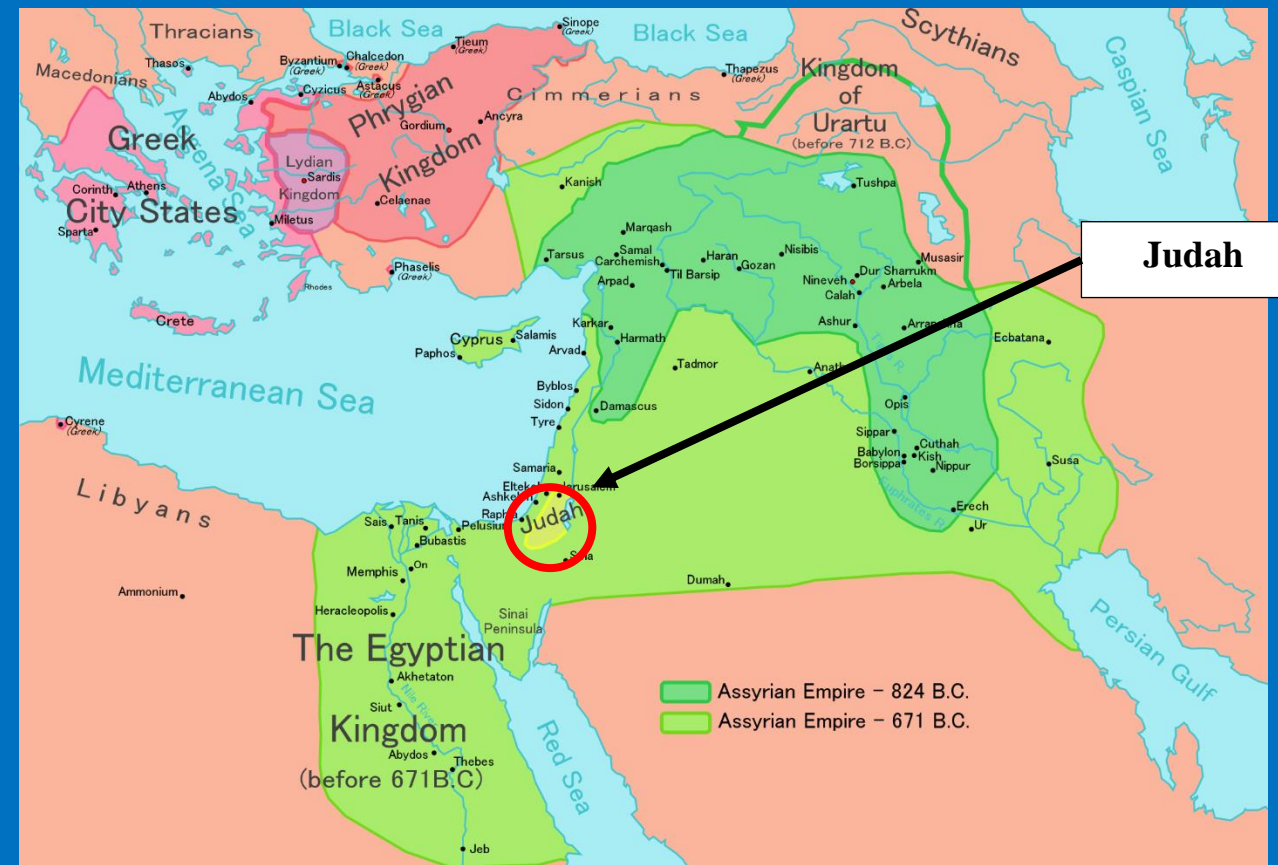 Thracians
Black Sea
Sinope
(Greek)
Black Sea
Scythians
Caspian Sea
Tieum
(Greek)
Macedonians
Thasos
Byzantium
(Greek)
Chalcedon
(Greek)
Astacus
(Greek)
Cyzicus
Abydos
Thapezus
(Greek)
Kingdom
of
Urartu
(before 712 B.C)
Cimmerians
Phrygian
Kingdom
Gordium
Ancyra
Greek
City States
Lydian
Kingdom
Sardis
Celaenae
Miletus
Corinth
Athens
Sparta
Phaselis
(Greek)
Rhodes
Crete
Kanish
Tushpa
Marqash
Tarsus
Samal
Carchemish
Til Barsip
Haran
Gozan
Nisibis
Musasir
Judah
Nineveh
Dur Sharrukm
Arbela
Calah
Arpad
Karkar
Harmath
Ashur
Ecbatana
Cyprus
Salamis
Paphos
Arvad
Tadmor
Mediterranean Sea
Byblos
Sidon
Tyre
Damascus
Opis
Sippar
Cuthah
Babylon
Kish
Borsippa
Nippur
Susa
Cyrene
(Greek)
Samaria
Ashkelon
Jerusalem
Judah
Libyans
Erech
Euphrates R.
Ur
Sais
Tanis
Bubastis
On
Memphis
Dumah
Ammonium
Heracleopolis
Sinai
Peninsula
Persian Gulf
The Egyptian
Kingdom
(before 671B.C)
Akhetaton
Nile River
Siut
Abydos
Thebes
Red Sea
Jeb
Assyrian Empire - 824 B.C.
Assyrian Empire - 671 B.C.